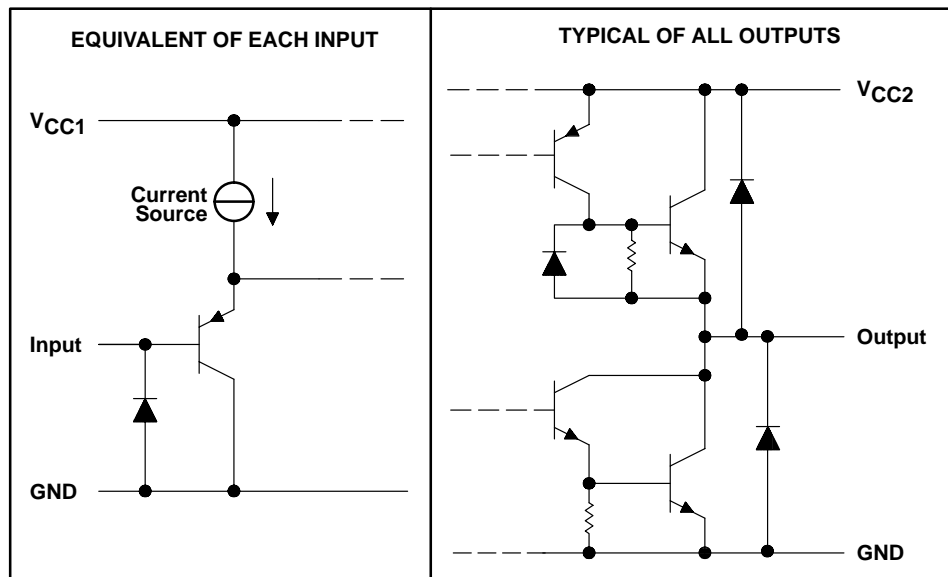 EQUIVALENT OF EACH INPUT
VCC1
Current
Source
Input
GND
TYPICAL OF ALL OUTPUTS
VCC2
Output
GND